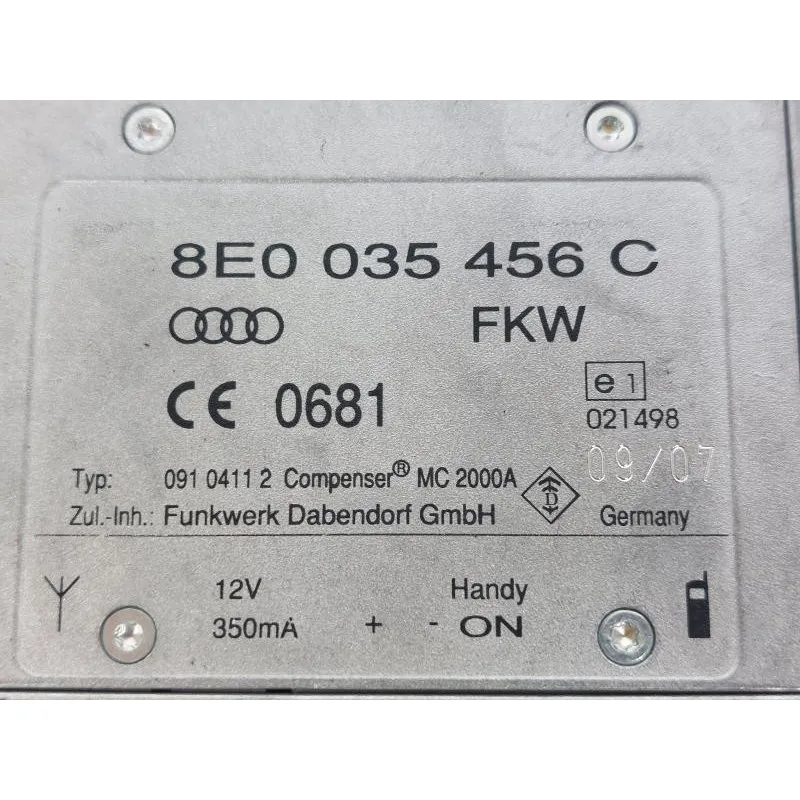 8E0 035 456 C
FKW
CE 0681
e 1
021498
09/07
Typ: 091 0411 2 Compenser® MC 2000A
D
Zul.-Inh.: Funkwerk Dabendorf GmbH Germany
12V Handy
350mA + - ON